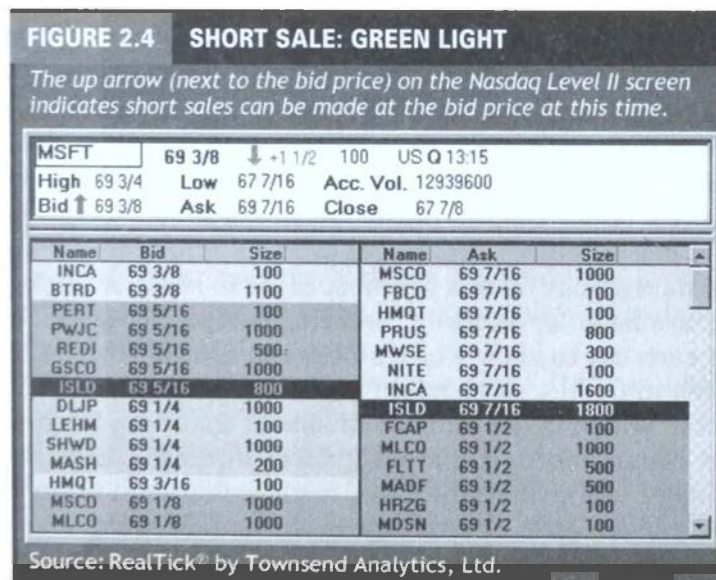 FIGURE 2.4 SHORT SALE: GREEN LIGHT
The up arrow (next to the bid price) on the Nasdaq Level II screen
indicates short sales can be made at the bid price at this time.
MSFT 69 3/8 ⬇ +1 1/2 100 US Q 13:15
High 69 3/4 Low 67 7/16 Acc. Vol. 12939600
Bid ⬆ 69 3/8 Ask 69 7/16 Close 67 7/8
Name Bid Size Name Ask Size
INCA 69 3/8 100 MSCO 69 7/16 1000
BTRD 69 3/8 1100 FBCO 69 7/16 100
PERT 69 5/16 100 HMQT 69 7/16 100
PWJC 69 5/16 1000 PRUS 69 7/16 800
REDI 69 5/16 500 MWSE 69 7/16 300
GSCO 69 5/16 1000 NITE 69 7/16 100
ISLD 69 5/16 800 INCA 69 7/16 1600
DLJP 69 1/4 1000 ISLD 69 7/16 1800
LEHM 69 1/4 100 FCAP 69 1/2 100
SHWD 69 1/4 1000 MLCO 69 1/2 1000
MASH 69 1/4 200 FLTT 69 1/2 500
HMQT 69 3/16 100 MADF 69 1/2 500
MSCO 69 1/8 1000 HRZG 69 1/2 100
MLCO 69 1/8 1000 MDSN 69 1/2 100
Source: RealTick® by Townsend Analytics, Ltd.